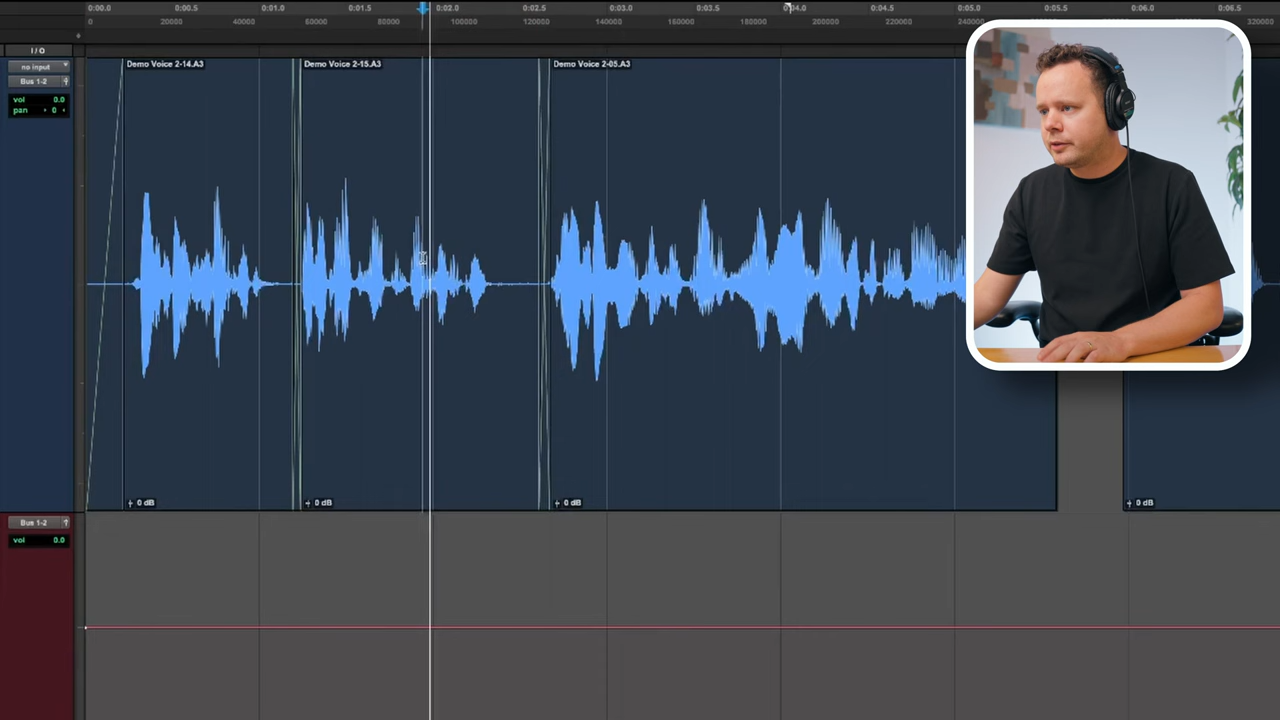 0:00.0 0:00.5 0:01.0 0:01.5 0:02.0 0:02.5 0:03.0 0:03.5 0:04.0 0:04.5 0:05.0 0:05.5 0:06.0 0:06.5
0 20000 40000 60000 80000 100000 120000 140000 160000 180000 200000 220000 240000 320000
I / O
no input
Bus 1-2
vol 0.0
pan 0
Demo Voice 2-14.A3 Demo Voice 2-15.A3 Demo Voice 2-05.A3
0 dB 0 dB 0 dB 0 dB
Bus 1-2
vol 0.0